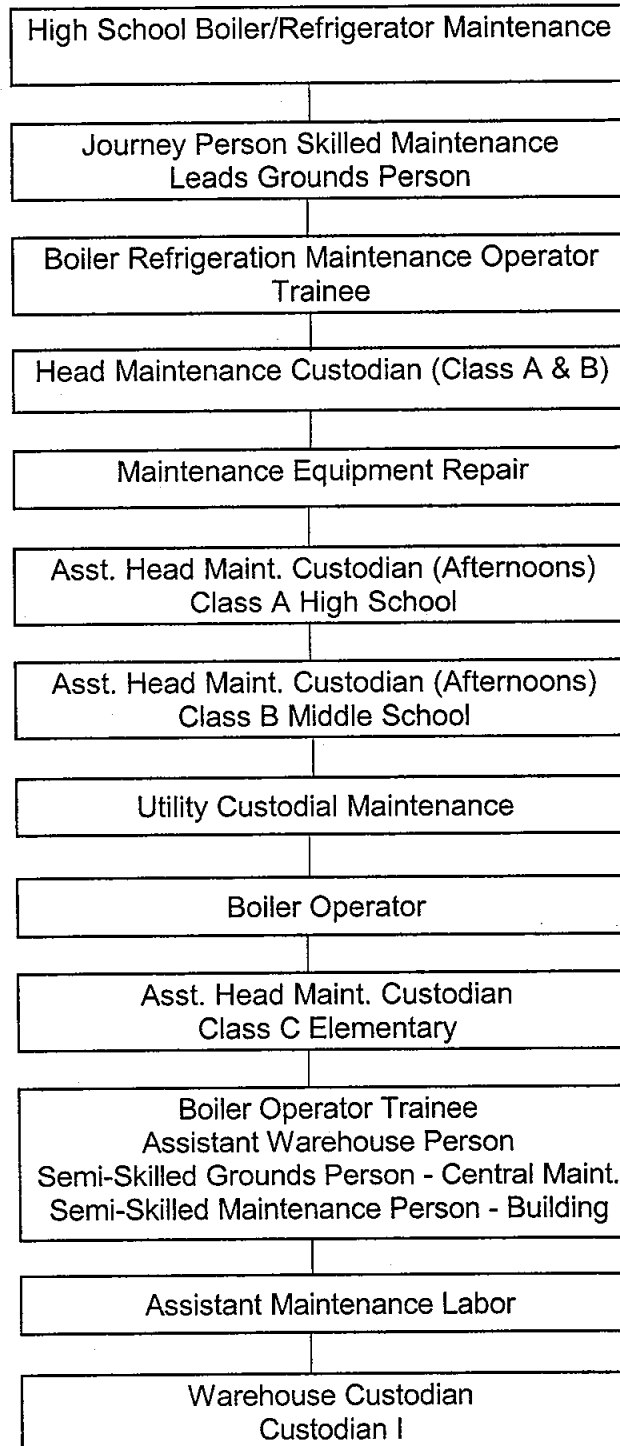 High School Boiler/Refrigerator Maintenance
Journey Person Skilled Maintenance
Leads Grounds Person
Boiler Refrigeration Maintenance Operator
Trainee
Head Maintenance Custodian (Class A & B)
Maintenance Equipment Repair
Asst. Head Maint. Custodian (Afternoons)
Class A High School
Asst. Head Maint. Custodian (Afternoons)
Class B Middle School
Utility Custodial Maintenance
Boiler Operator
Asst. Head Maint. Custodian
Class C Elementary
Boiler Operator Trainee
Assistant Warehouse Person
Semi-Skilled Grounds Person - Central Maint.
Semi-Skilled Maintenance Person - Building
Assistant Maintenance Labor
Warehouse Custodian
Custodian I